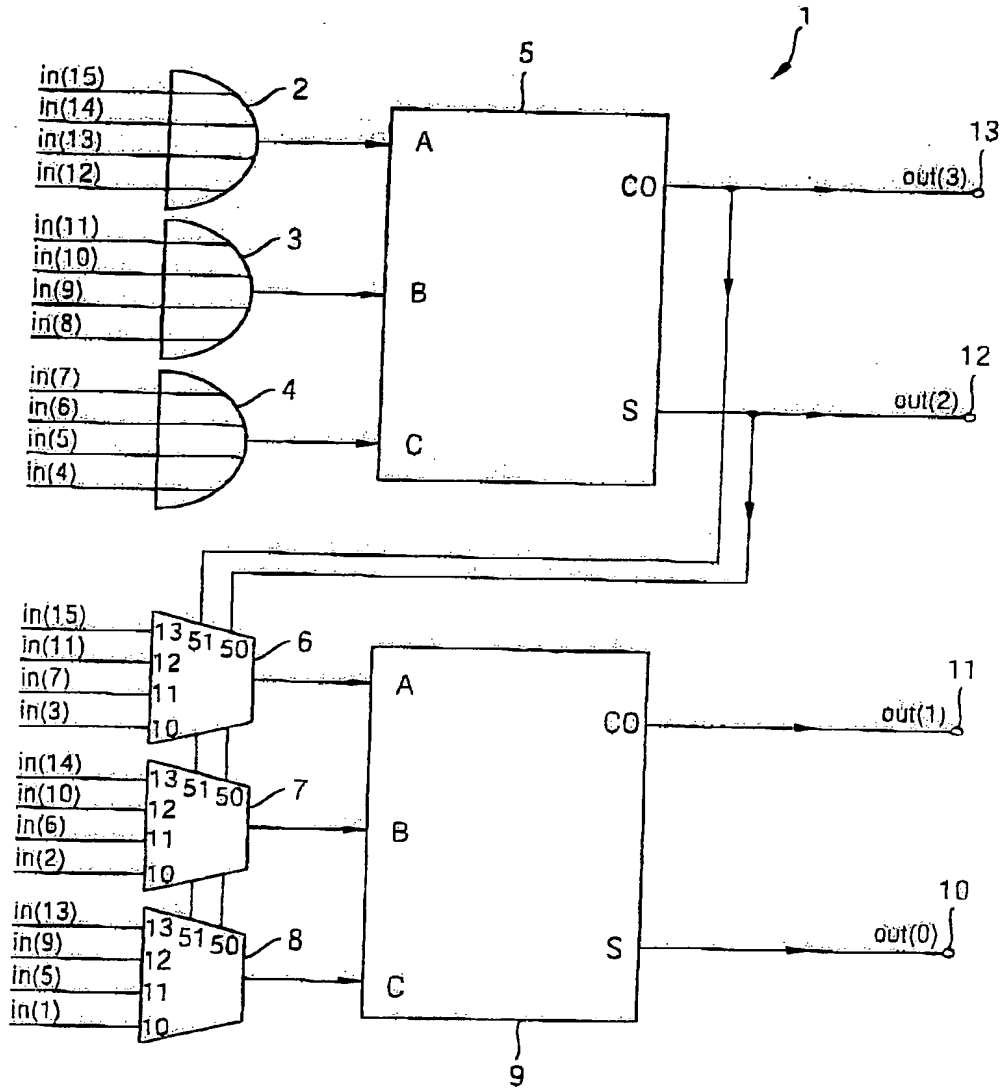 1
5
in(15)
in(14)
in(13)
in(12)
2
A
CO
out(3)
13
in(11)
in(10)
in(9)
in(8)
3
B
in(7)
in(6)
in(5)
in(4)
4
C
S
out(2)
12
in(15)
in(11)
in(7)
in(3)
13
12
11
10
51
50
6
A
CO
out(1)
11
in(14)
in(10)
in(6)
in(2)
13
12
11
10
51
50
7
B
in(13)
in(9)
in(5)
in(1)
13
12
11
10
51
50
8
C
S
out(0)
10
9